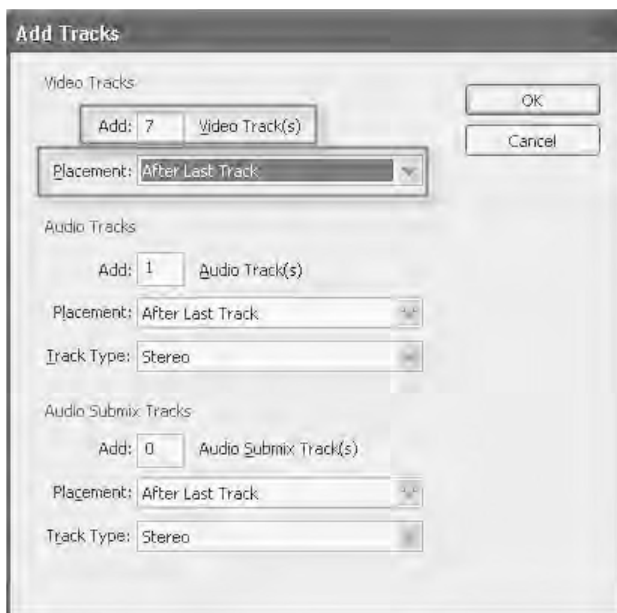 Add Tracks
Video Tracks
Add: 7 Video Track(s)
Placement: After Last Track
OK
Cancel
Audio Tracks
Add: 1 Audio Track(s)
Placement: After Last Track
Track Type: Stereo
Audio Submix Tracks
Add: 0 Audio Submix Track(s)
Placement: After Last Track
Track Type: Stereo